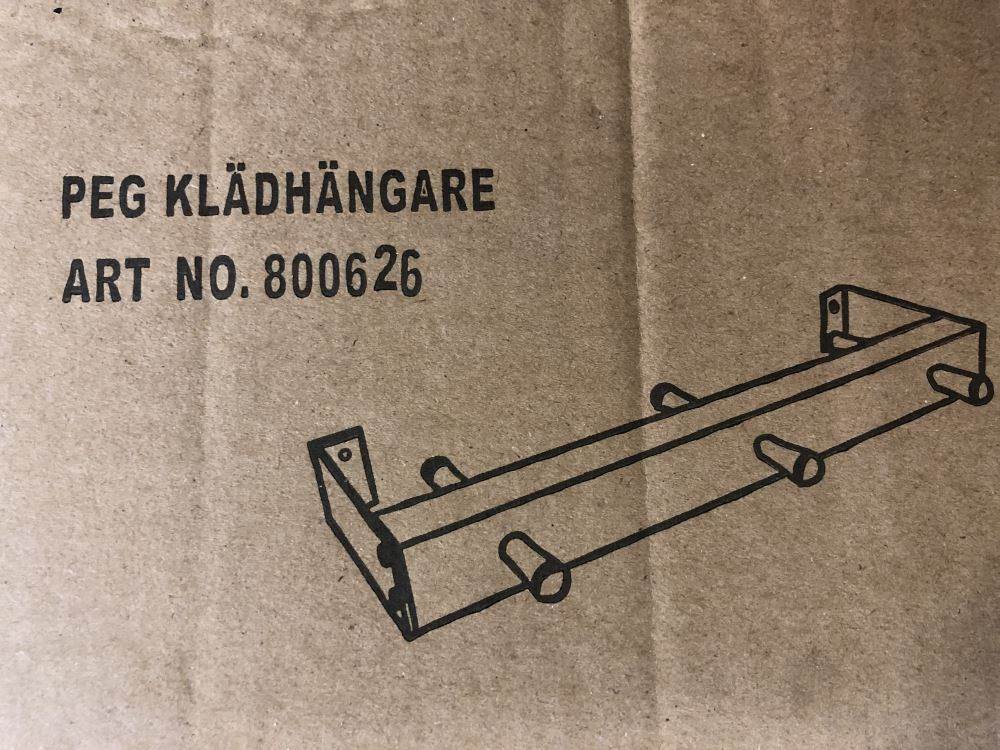 PEG KLÄDHÄNGARE
ART NO. 800626